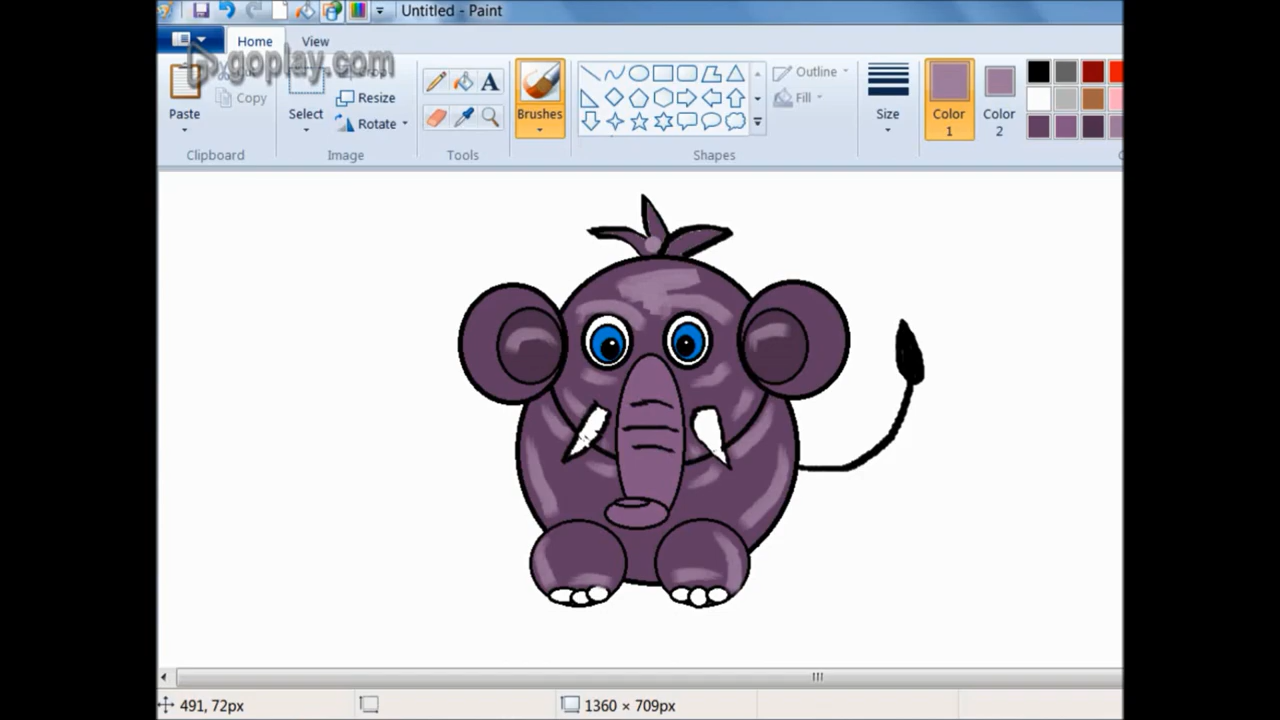 Untitled - Paint
Home View
goplay.com
Paste
Copy
Select
Resize
Rotate
Brushes
Outline
Fill
Size
Color 1
Color 2
Clipboard Image Tools Shapes
491, 72px 1360 × 709px